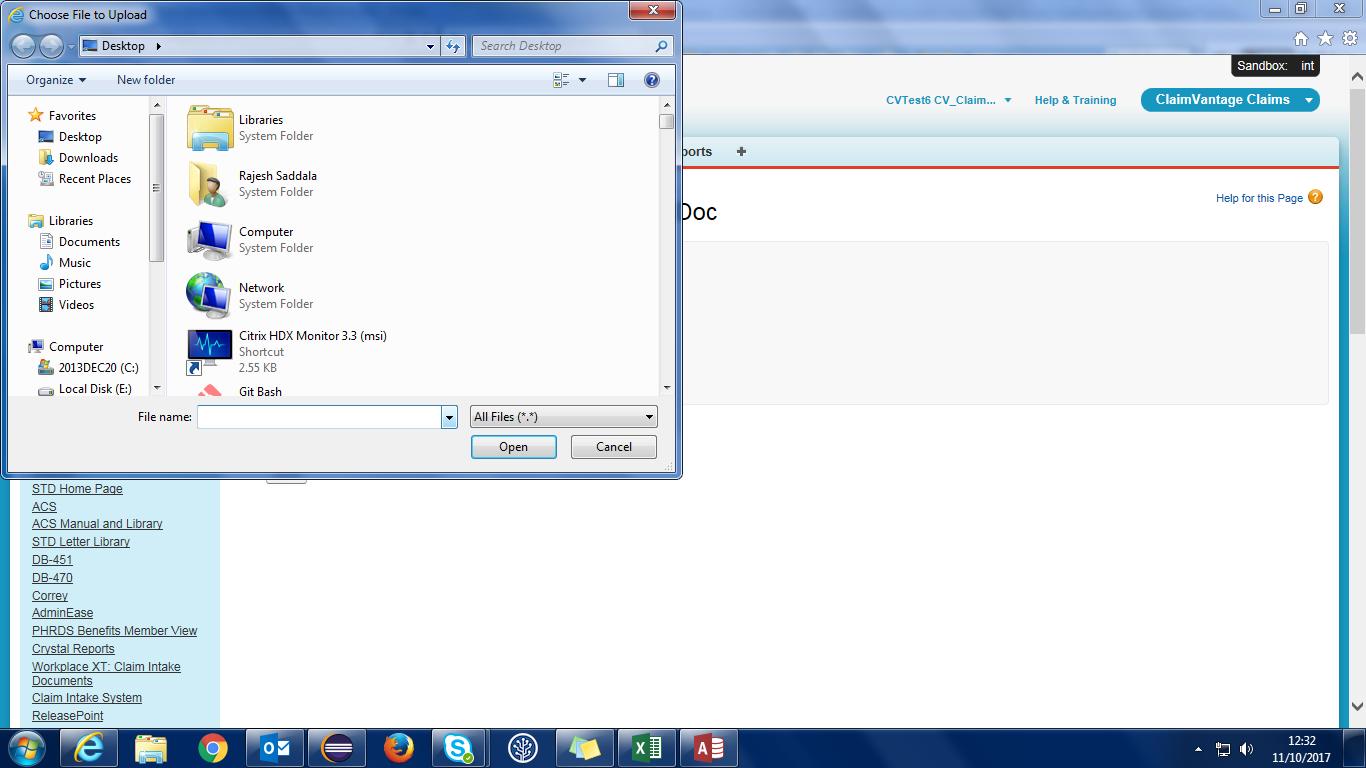 Choose File to Upload
Desktop
Search Desktop
Organize
New folder
Favorites
Desktop
Downloads
Recent Places
Libraries
Documents
Music
Pictures
Videos
Computer
2013DEC20 (C:)
Local Disk (E:)
Libraries
System Folder
Rajesh Saddala
System Folder
Computer
System Folder
Network
System Folder
Citrix HDX Monitor 3.3 (msi)
Shortcut
2.55 KB
Git Bash
File name:
All Files (*.*)
Open
Cancel
Sandbox: int
CVTest6 CV_Claim...
Help & Training
ClaimVantage Claims
ports
Help for this Page
Doc
STD Home Page
ACS
ACS Manual and Library
STD Letter Library
DB-451
DB-470
Correy
AdminEase
PHRDS Benefits Member View
Crystal Reports
Workplace XT: Claim Intake
Documents
Claim Intake System
ReleasePoint
12:32
11/10/2017